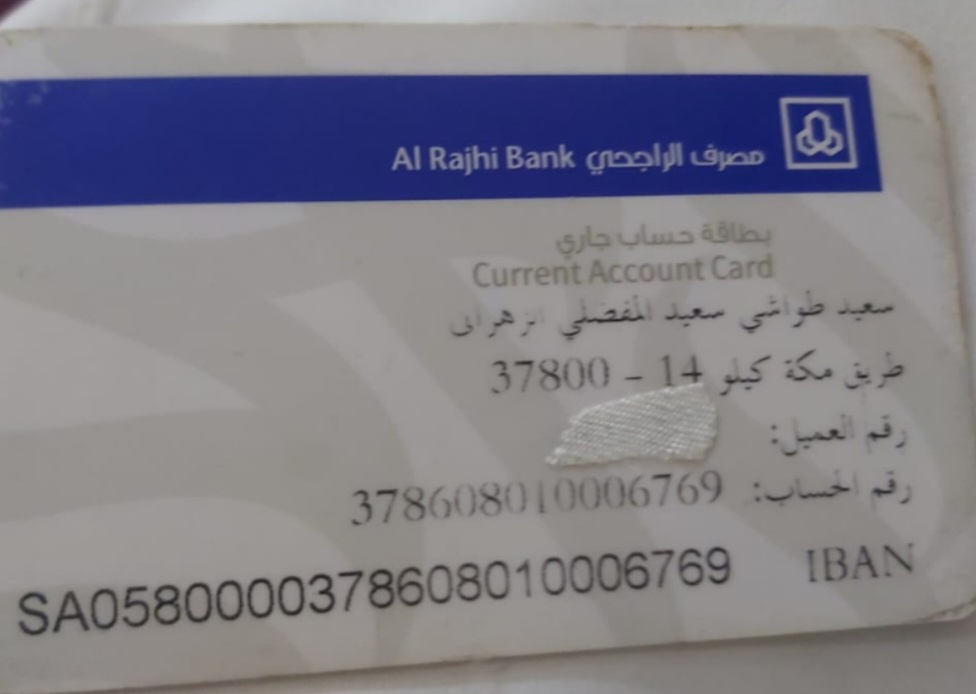 مصرف الراجحي Al Rajhi Bank
بطاقة حساب جاري
Current Account Card
سعيد طواشي سعيد المفضلي الزهراني
طريق مكة كيلو 14 - 37800
رقم العميل:
رقم الحساب: 378608010006769
IBAN SA0580000378608010006769